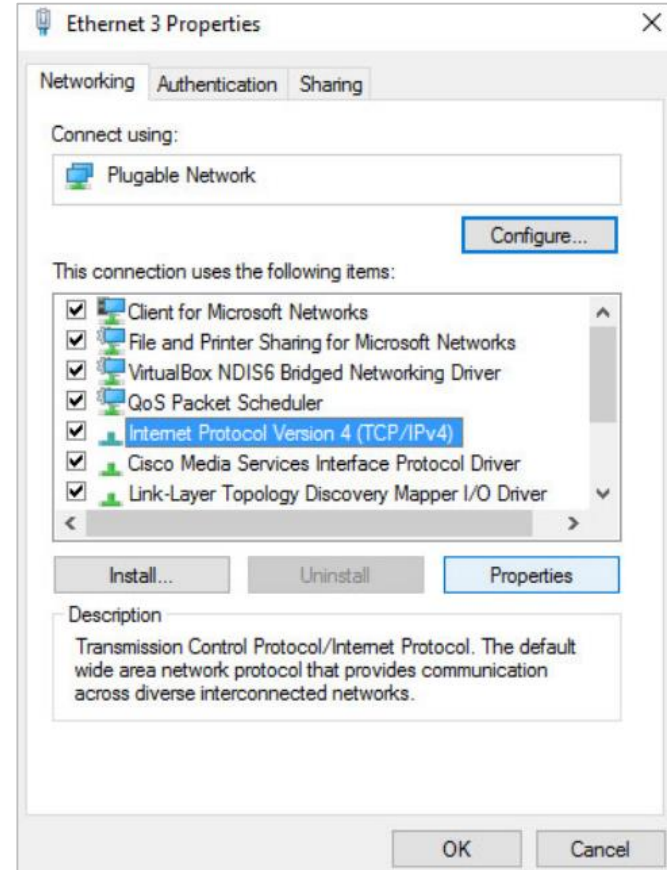 Ethernet 3 Properties
Networking Authentication Sharing
Connect using:
Plugable Network
Configure...
This connection uses the following items:
Client for Microsoft Networks
File and Printer Sharing for Microsoft Networks
VirtualBox NDIS6 Bridged Networking Driver
QoS Packet Scheduler
Internet Protocol Version 4 (TCP/IPv4)
Cisco Media Services Interface Protocol Driver
Link-Layer Topology Discovery Mapper I/O Driver
Install... Uninstall Properties
Description
Transmission Control Protocol/Internet Protocol. The default
wide area network protocol that provides communication
across diverse interconnected networks.
OK Cancel